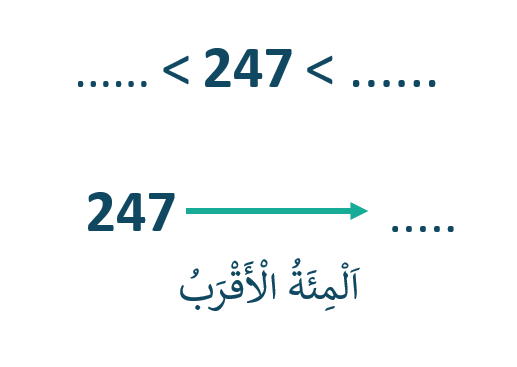 ...... < 247 < ......
247 → .....
اَلْمِئَةُ الْأَقْرَبُ